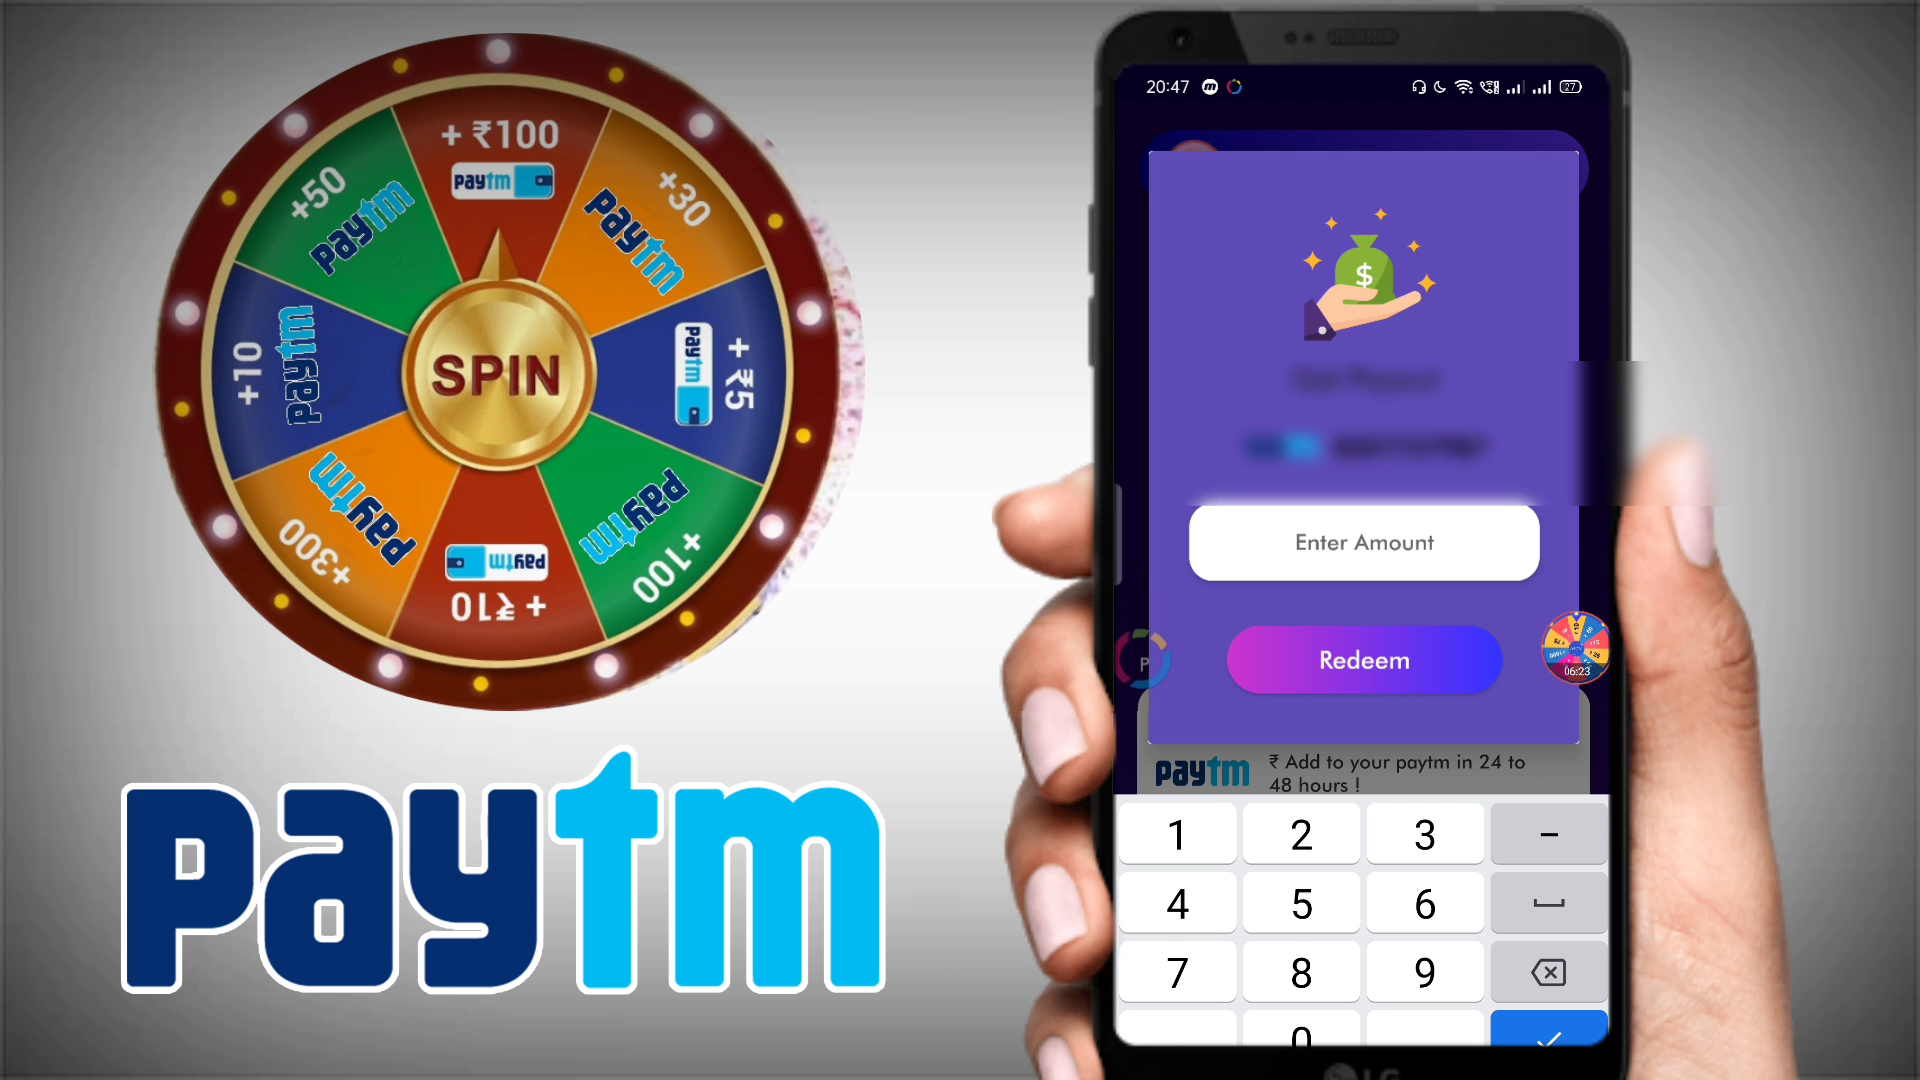 + ₹100
paytm
+30
paytm
+ ₹5
paytm
+100
paytm
+ ₹10
paytm
+300
paytm
+10
paytm
+50
paytm
SPIN
paytm
20:47
27
$
Enter Amount
Redeem
P
06:23
paytm
₹ Add to your paytm in 24 to
48 hours !
1 2 3 –
4 5 6
7 8 9
0
LG